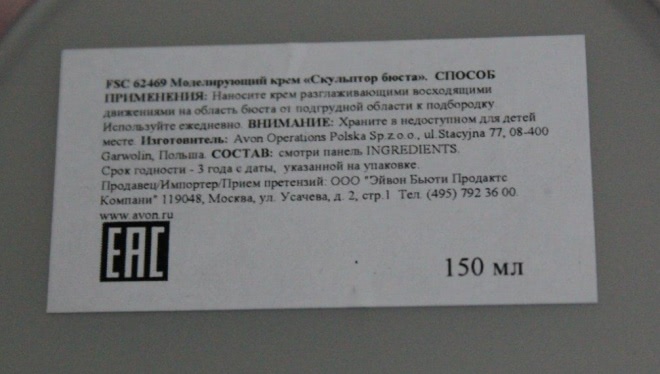 FSC 62469 Моделирующий крем «Скульптор бюста». СПОСОБ
ПРИМЕНЕНИЯ: Наносите крем разглаживающими восходящими
движениями на область бюста от подгрудной области к подбородку.
Используйте ежедневно. ВНИМАНИЕ: Храните в недоступном для детей
месте. Изготовитель: Avon Operations Polska Sp.z.o.o., ul.Stacyjna 77, 08-400
Garwolin, Польша. СОСТАВ: смотри панель INGREDIENTS.
Срок годности - 3 года с даты, указанной на упаковке.
Продавец/Импортер/Прием претензий: ООО "Эйвон Бьюти Продактс
Компани" 119048, Москва, ул. Усачева, д. 2, стр.1 Тел. (495) 792 36 00.
www.avon.ru
EAC
150 мл